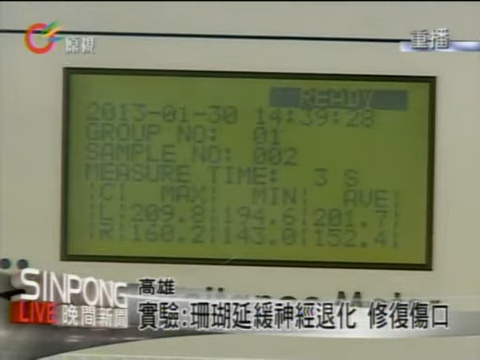 原視
重播
READY
2013-01-30 14:39:28
GROUP NO: 01
SAMPLE NO: 002
MEASURE TIME: 3 S
|C| MAX| MIN| AVE|
|L|209.8|194.6|201.7|
|R|160.2|143.0|152.4|
SINPONG
LIVE 晚間新聞
高雄
實驗:珊瑚延緩神經退化 修復傷口